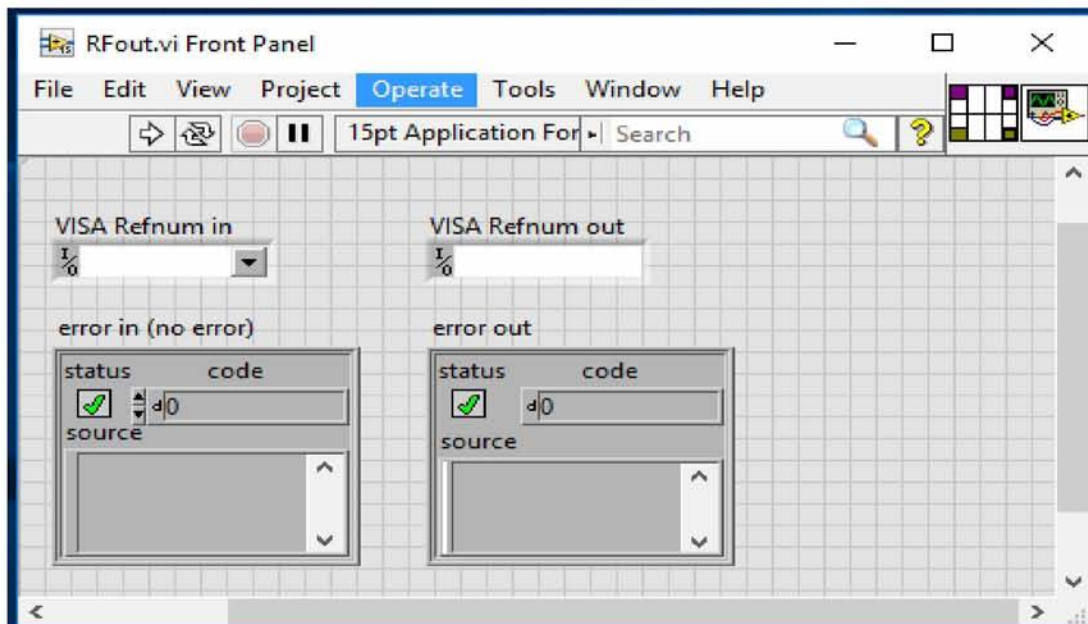 RFout.vi Front Panel
File Edit View Project Operate Tools Window Help
15pt Application For Search
VISA Refnum in VISA Refnum out
error in (no error) error out
status code status code
0 0
source source